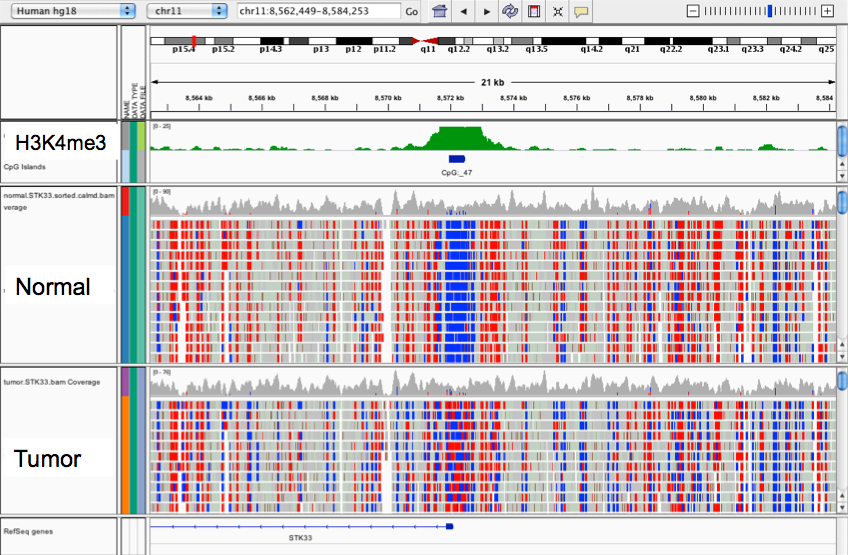 Human hg18 chr11 chr11:8,562,449-8,584,253 Go
p15.4 p15.2 p14.3 p13 p12 p11.2 q11 q12.2 q13.2 q13.5 q14.2 q21 q22.2 q23.1 q23.3 q24.2 q25
21 kb
8,564 kb 8,566 kb 8,568 kb 8,570 kb 8,572 kb 8,574 kb 8,576 kb 8,578 kb 8,580 kb 8,582 kb 8,584
NAME
DATA TYPE
DATA FILE
[0 - 25]
H3K4me3
CpG Islands
CpG:_47
normal.STK33.sorted.calmd.bam
verage
[0 - 90]
Normal
tumor.STK33.bam Coverage
[0 - 76]
Tumor
RefSeq genes
STK33